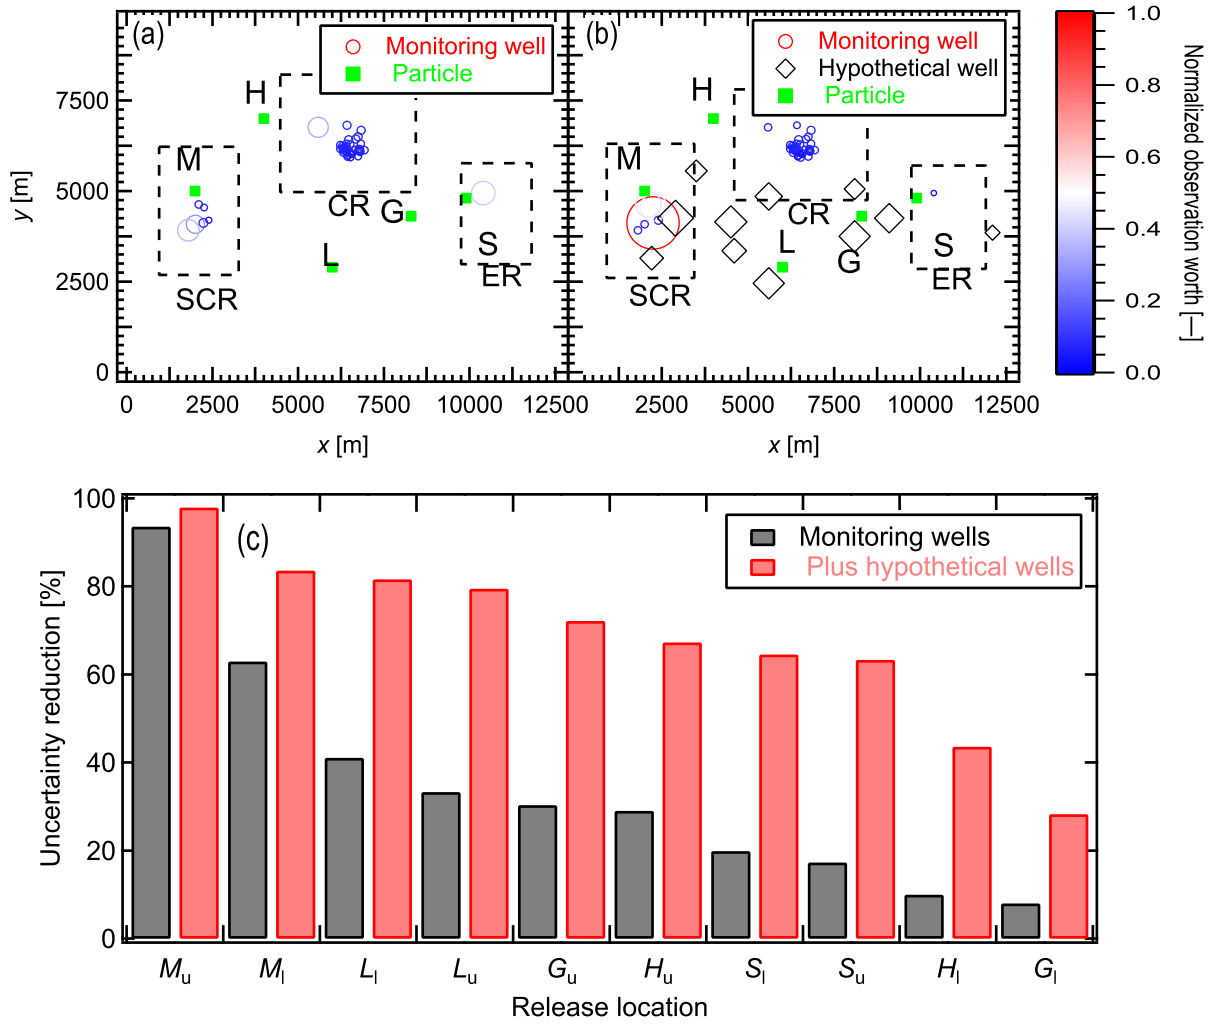 (a)
Monitoring well
Particle
H
M
CR
G
L
S
ER
SCR
7500
5000
2500
0
y [m]
0 2500 5000 7500 10000 12500
x [m]
(b)
Monitoring well
Hypothetical well
Particle
H
M
CR
L
G
S
ER
SCR
2500 5000 7500 10000 12500
x [m]
1.0
0.8
0.6
0.4
0.2
0.0
Normalized observation worth [—]
(c)
Monitoring wells
Plus hypothetical wells
100
80
60
40
20
0
Uncertainty reduction [%]
Mu Ml Ll Lu Gu Hu Sl Su Hl Gl
Release location